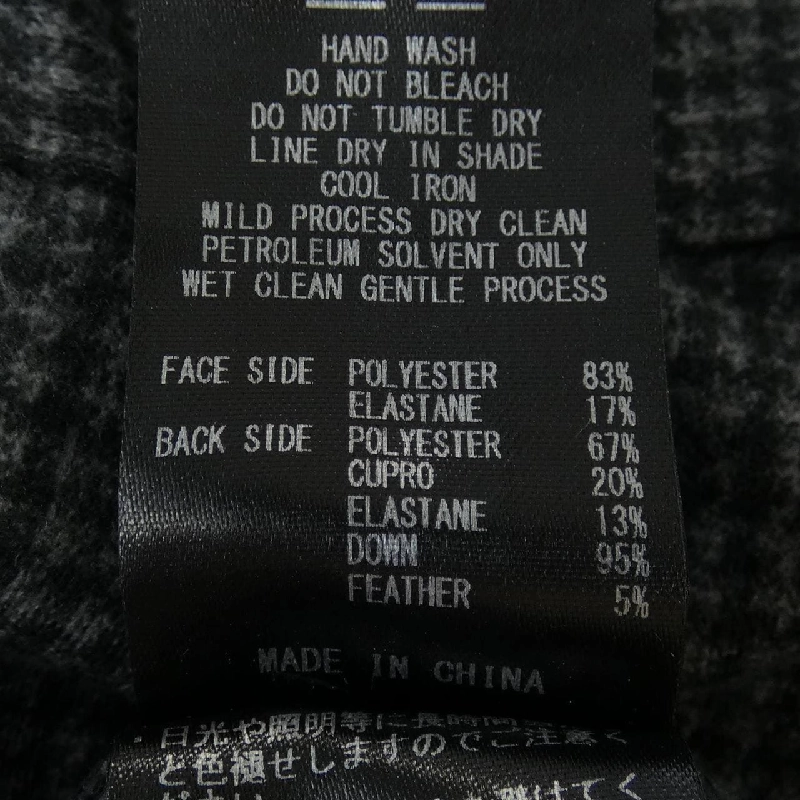 HAND WASH
DO NOT BLEACH
DO NOT TUMBLE DRY
LINE DRY IN SHADE
COOL IRON
MILD PROCESS DRY CLEAN
PETROLEUM SOLVENT ONLY
WET CLEAN GENTLE PROCESS
FACE SIDE POLYESTER 83%
ELASTANE 17%
BACK SIDE POLYESTER 67%
CUPRO 20%
ELASTANE 13%
DOWN 95%
FEATHER 5%
MADE IN CHINA
・日光や照明等に長時間
と色褪せしますのでご注意く